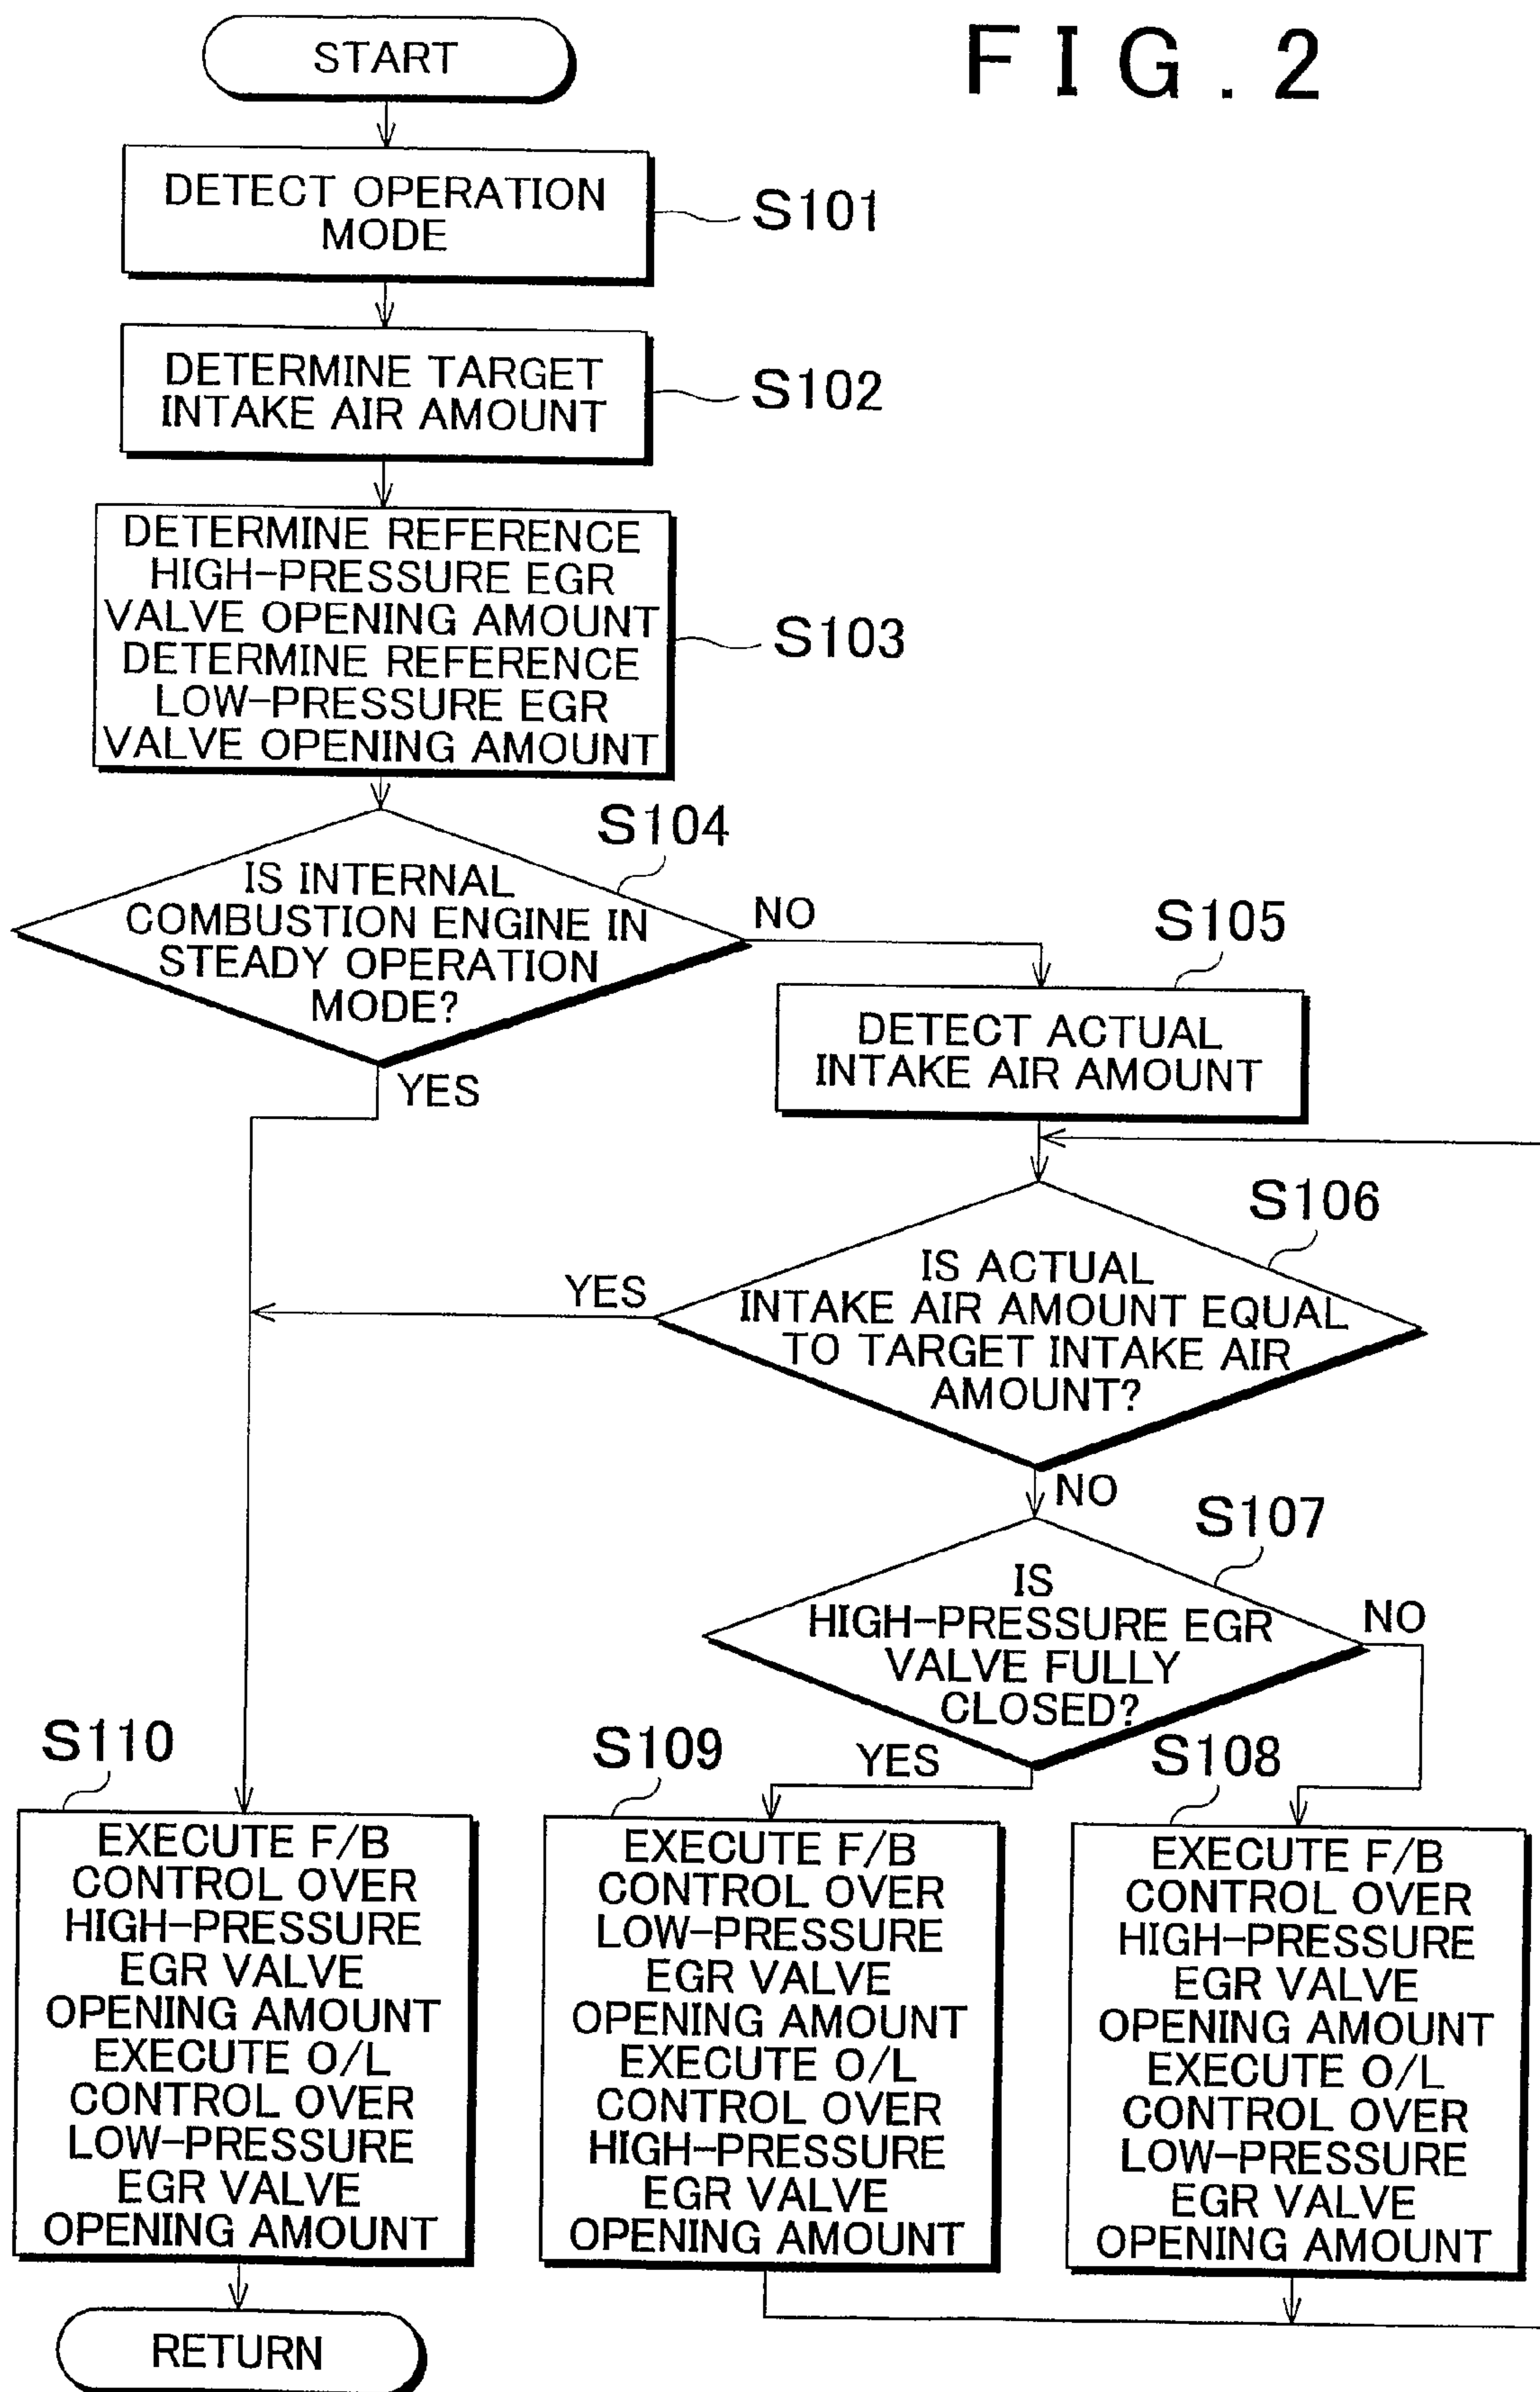 FIG.2
START
DETECT OPERATION
MODE
S101
DETERMINE TARGET
INTAKE AIR AMOUNT
S102
DETERMINE REFERENCE
HIGH-PRESSURE EGR
VALVE OPENING AMOUNT
DETERMINE REFERENCE
LOW-PRESSURE EGR
VALVE OPENING AMOUNT
S103
S104
IS INTERNAL
COMBUSTION ENGINE IN
STEADY OPERATION
MODE?
NO
YES
S105
DETECT ACTUAL
INTAKE AIR AMOUNT
S106
IS ACTUAL
INTAKE AIR AMOUNT EQUAL
TO TARGET INTAKE AIR
AMOUNT?
YES
NO
S107
IS
HIGH-PRESSURE EGR
VALVE FULLY
CLOSED?
NO
YES
S110
EXECUTE F/B
CONTROL OVER
HIGH-PRESSURE
EGR VALVE
OPENING AMOUNT
EXECUTE O/L
CONTROL OVER
LOW-PRESSURE
EGR VALVE
OPENING AMOUNT
S109
EXECUTE F/B
CONTROL OVER
LOW-PRESSURE
EGR VALVE
OPENING AMOUNT
EXECUTE O/L
CONTROL OVER
HIGH-PRESSURE
EGR VALVE
OPENING AMOUNT
S108
EXECUTE F/B
CONTROL OVER
HIGH-PRESSURE
EGR VALVE
OPENING AMOUNT
EXECUTE O/L
CONTROL OVER
LOW-PRESSURE
EGR VALVE
OPENING AMOUNT
RETURN